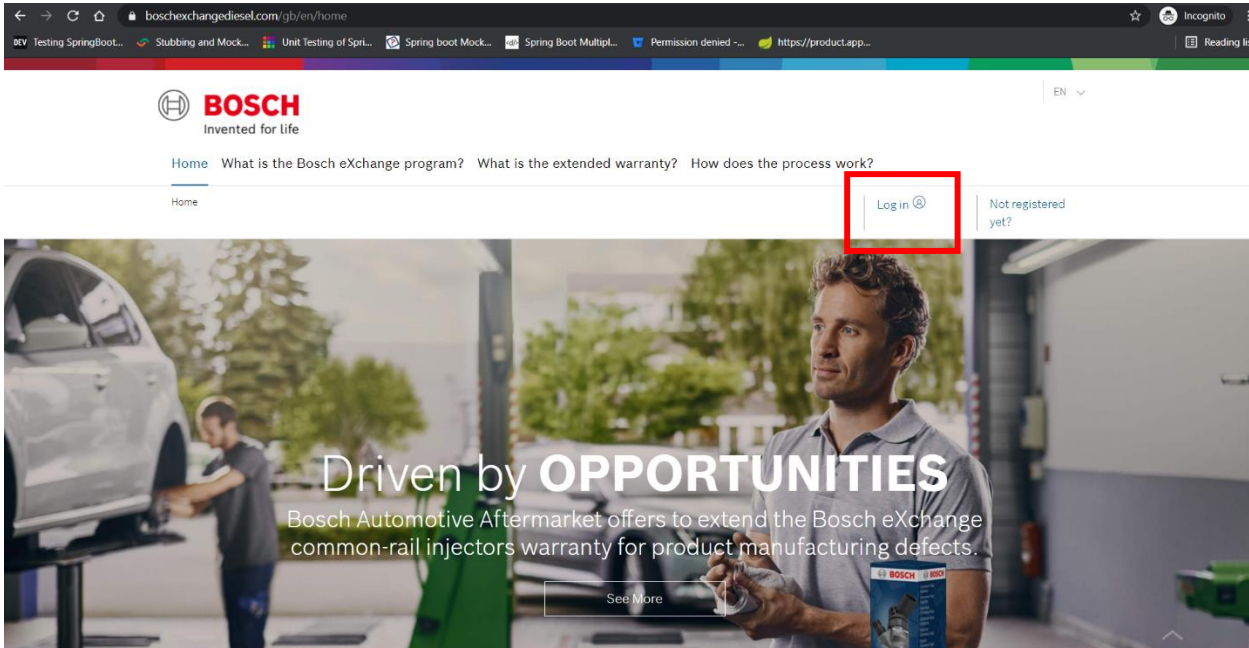 boschexchangediesel.com/gb/en/home
Incognito
DEV Testing SpringBoot... Stubbing and Mock... Unit Testing of Spri... Spring boot Mock... Spring Boot Multipl... Permission denied -... https://product.app...
Reading lis
EN
BOSCH
Invented for life
Home What is the Bosch eXchange program? What is the extended warranty? How does the process work?
Home
Log in
Not registered
yet?
Driven by OPPORTUNITIES
Bosch Automotive Aftermarket offers to extend the Bosch eXchange
common-rail injectors warranty for product manufacturing defects.
See More
BOSCH BOSCH